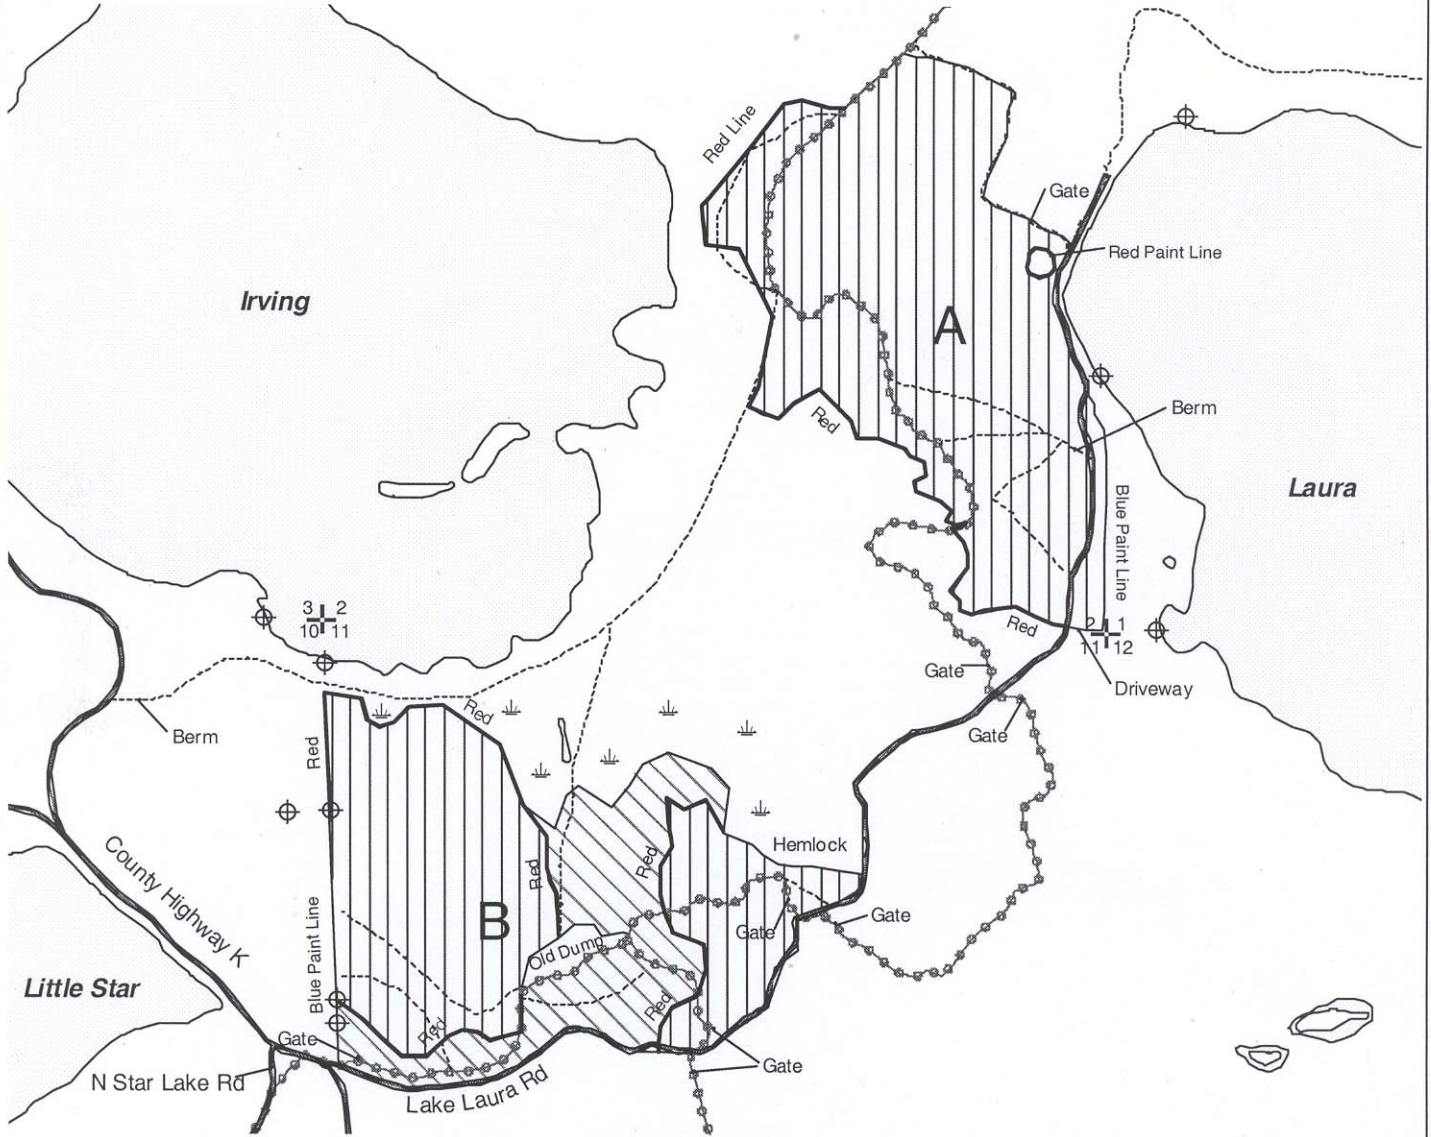 Red Line
Gate
Red Paint Line
Irving
A
Red
Berm
Laura
Blue Paint Line
3 2
10 11
Red
2 1
11 12
Gate
Driveway
Red
Gate
Berm
Red
Hemlock
County Highway K
Red
Red
B
Gate
Gate
Blue Paint Line
Old Dump
Little Star
Red
Red
Gate
Gate
N Star Lake Rd
Lake Laura Rd